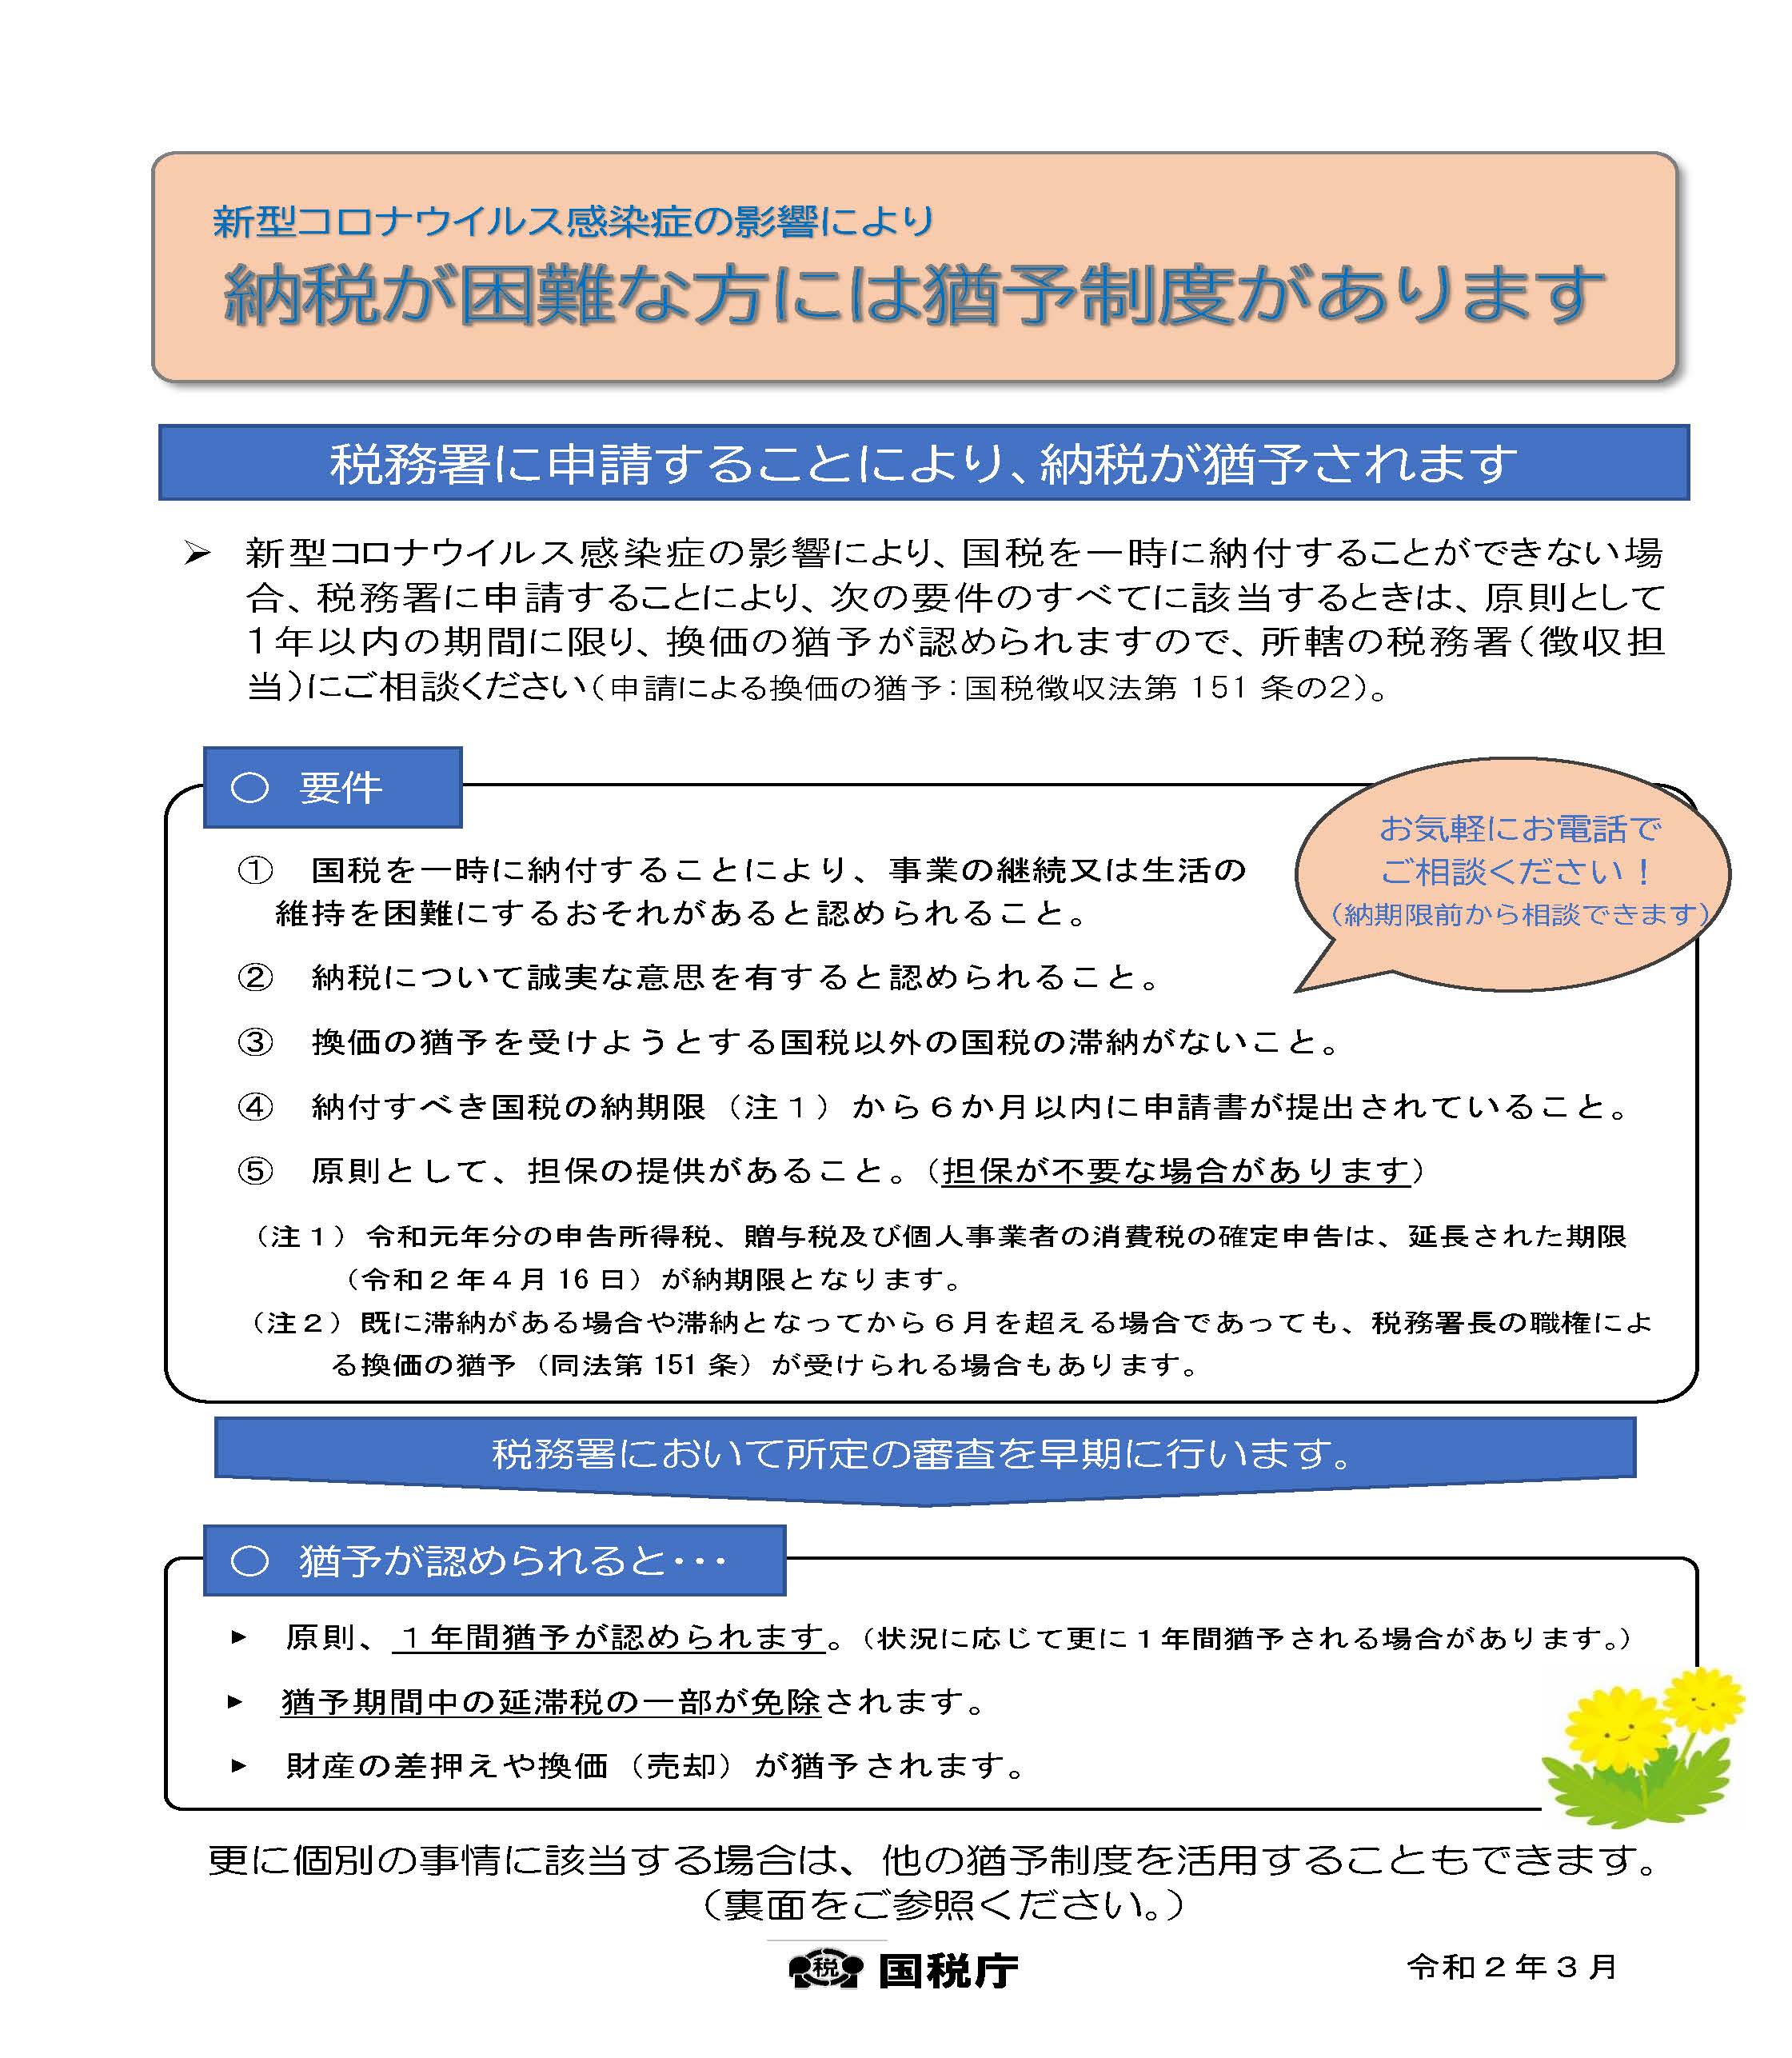 新型コロナウイルス感染症の影響により
納税が困難な方には猶予制度があります
税務署に申請することにより、納税が猶予されます
➢ 新型コロナウイルス感染症の影響により、国税を一時に納付することができない場
合、税務署に申請することにより、次の要件のすべてに該当するときは、原則として
1年以内の期間に限り、換価の猶予が認められますので、所轄の税務署（徴収担
当）にご相談ください（申請による換価の猶予：国税徴収法第 151 条の2）。
○ 要件
お気軽にお電話で
ご相談ください！
（納期限前から相談できます）
① 国税を一時に納付することにより、事業の継続又は生活の
維持を困難にするおそれがあると認められること。
② 納税について誠実な意思を有すると認められること。
③ 換価の猶予を受けようとする国税以外の国税の滞納がないこと。
④ 納付すべき国税の納期限（注１）から６か月以内に申請書が提出されていること。
⑤ 原則として、担保の提供があること。（担保が不要な場合があります）
（注１）令和元年分の申告所得税、贈与税及び個人事業者の消費税の確定申告は、延長された期限
（令和２年４月 16 日）が納期限となります。
（注２）既に滞納がある場合や滞納となってから６月を超える場合であっても、税務署長の職権によ
る換価の猶予（同法第 151 条）が受けられる場合もあります。
税務署において所定の審査を早期に行います。
○ 猶予が認められると・・・
▶ 原則、１年間猶予が認められます。（状況に応じて更に１年間猶予される場合があります。）
▶ 猶予期間中の延滞税の一部が免除されます。
▶ 財産の差押えや換価（売却）が猶予されます。
更に個別の事情に該当する場合は、他の猶予制度を活用することもできます。
（裏面をご参照ください。）
税 国税庁
令和２年３月